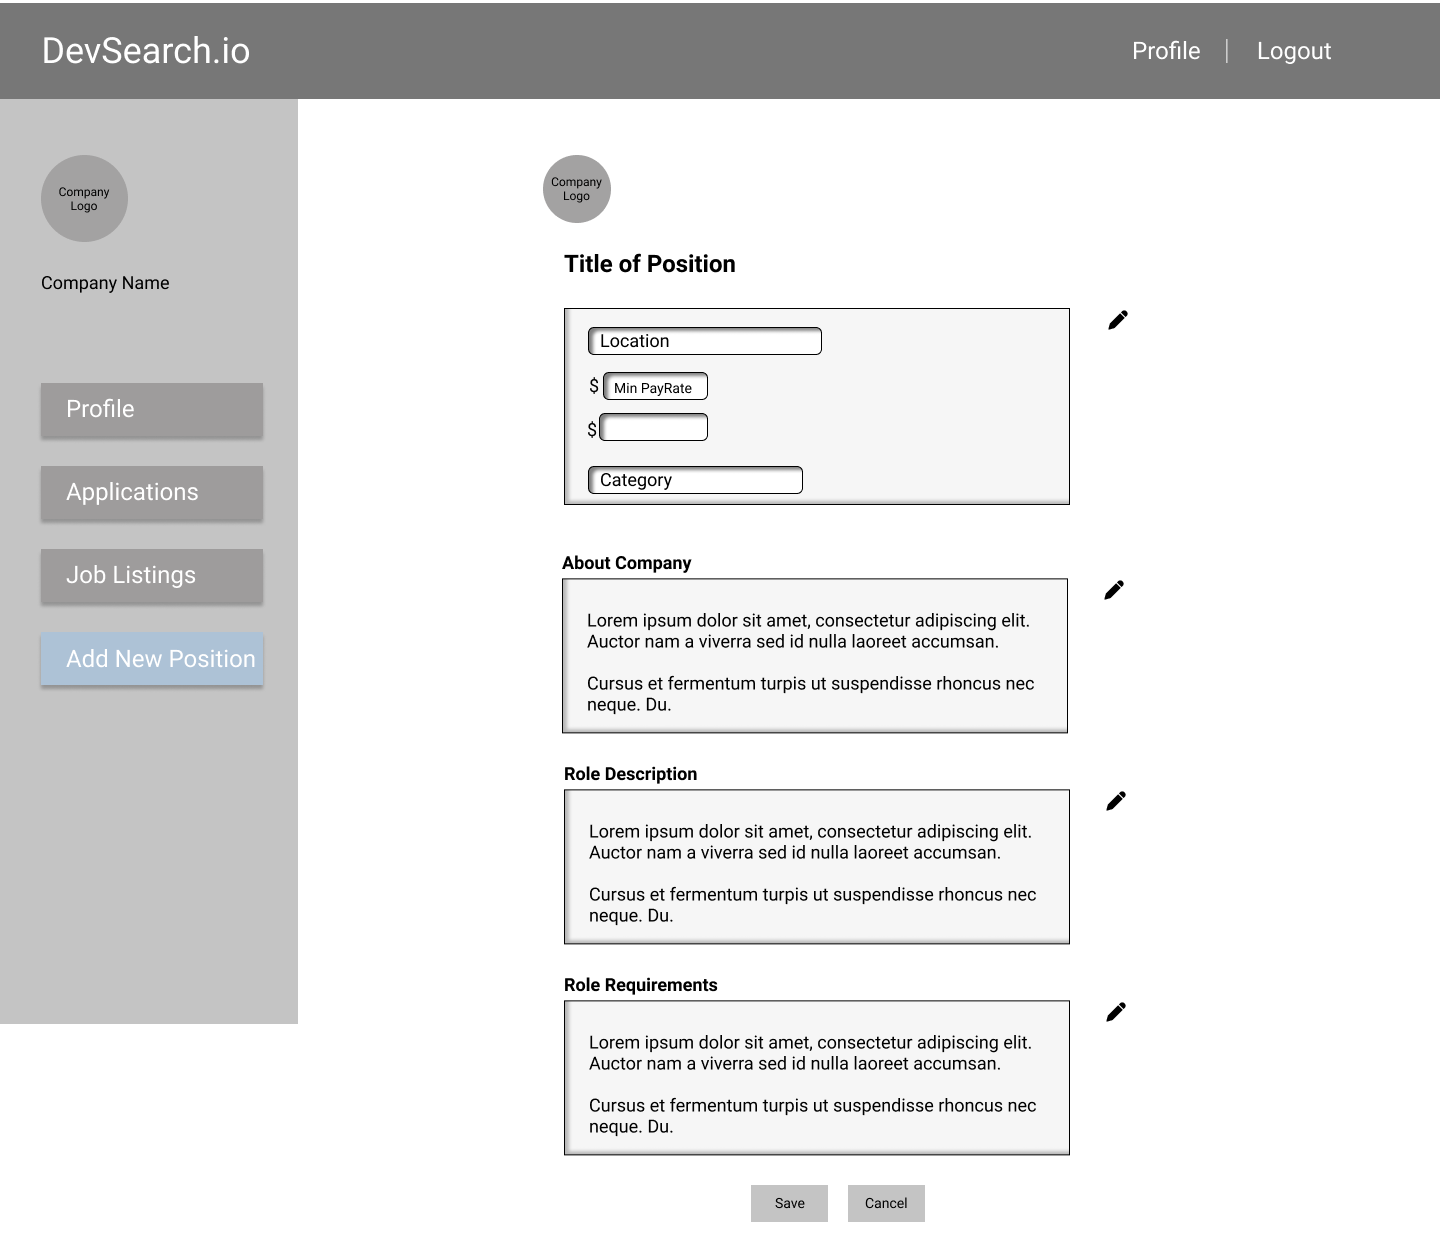 DevSearch.io
Profile
Logout
Company
Logo
Company Name
Profile
Applications
Job Listings
Add New Position
Company
Logo
Title of Position
Location
$ Min PayRate
$
Category
About Company
Lorem ipsum dolor sit amet, consectetur adipiscing elit.
Auctor nam a viverra sed id nulla laoreet accumsan.
Cursus et fermentum turpis ut suspendisse rhoncus nec
neque. Du.
Role Description
Lorem ipsum dolor sit amet, consectetur adipiscing elit.
Auctor nam a viverra sed id nulla laoreet accumsan.
Cursus et fermentum turpis ut suspendisse rhoncus nec
neque. Du.
Role Requirements
Lorem ipsum dolor sit amet, consectetur adipiscing elit.
Auctor nam a viverra sed id nulla laoreet accumsan.
Cursus et fermentum turpis ut suspendisse rhoncus nec
neque. Du.
Save
Cancel